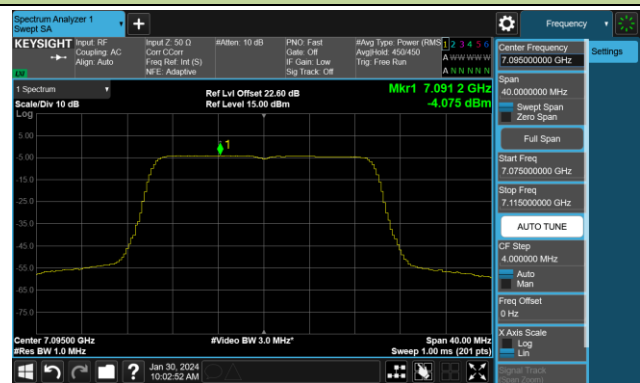 Spectrum Analyzer 1
Swept SA
Frequency
KEYSIGHT
Input: RF
Coupling: AC
Align: Auto
Input Z: 50 Ω
Corr CCorr
Freq Ref: Int (S)
NFE: Adaptive
#Atten: 10 dB
PNO: Fast
Gate: Off
IF Gain: Low
Sig Track: Off
#Avg Type: Power (RMS)
Avg|Hold: 450/450
Trig: Free Run
1 2 3 4 5 6
A W W W W W
A N N N N N
LV
1 Spectrum
Scale/Div 10 dB
Log
Ref Lvl Offset 22.60 dB
Ref Level 15.00 dBm
Mkr1 7.091 2 GHz
-4.075 dBm
1
5.00
-5.00
-15.0
-25.0
-35.0
-45.0
-55.0
-65.0
-75.0
Center 7.09500 GHz
#Res BW 1.0 MHz
#Video BW 3.0 MHz*
Span 40.00 MHz
Sweep 1.00 ms (201 pts)
Jan 30, 2024
10:02:52 AM
Center Frequency
7.095000000 GHz
Span
40.0000000 MHz
Swept Span
Zero Span
Full Span
Start Freq
7.075000000 GHz
Stop Freq
7.115000000 GHz
AUTO TUNE
CF Step
4.000000 MHz
Auto
Man
Freq Offset
0 Hz
X Axis Scale
Log
Lin
Signal Track
(Span Zoom)
Settings